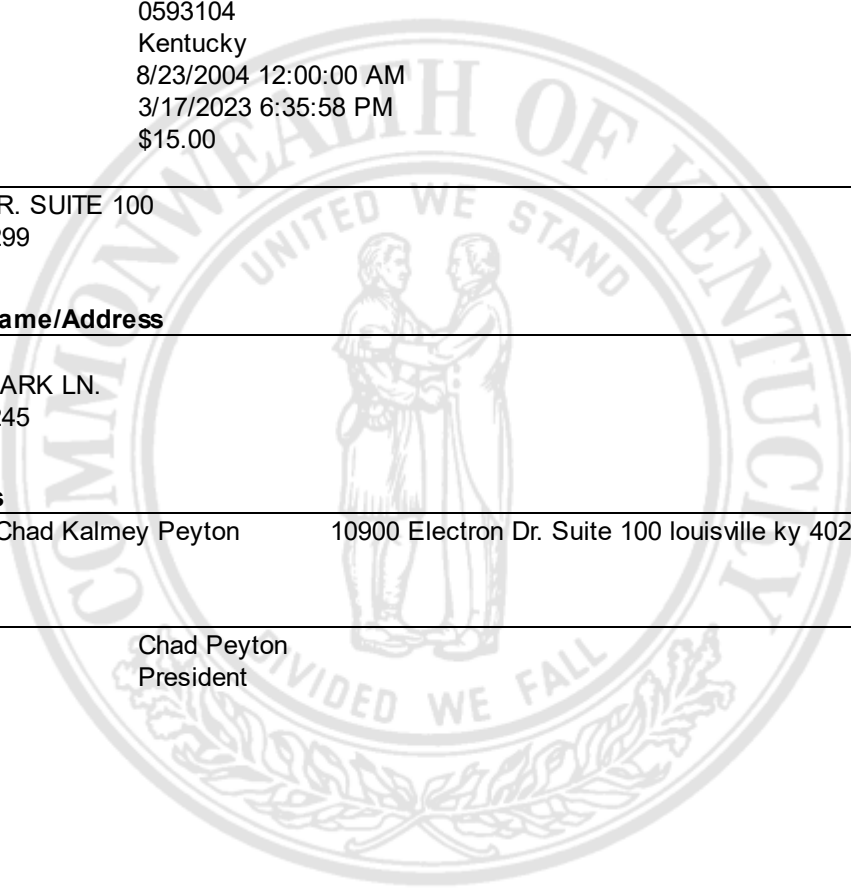 0593104
Kentucky
8/23/2004 12:00:00 AM
3/17/2023 6:35:58 PM
$15.00
R. SUITE 100
299
ame/Address
ARK LN.
245
s
Chad Kalmey Peyton 10900 Electron Dr. Suite 100 louisville ky 402
Chad Peyton
President
COMMONWEALTH OF KENTUCKY
UNITED WE STAND
DIVIDED WE FALL